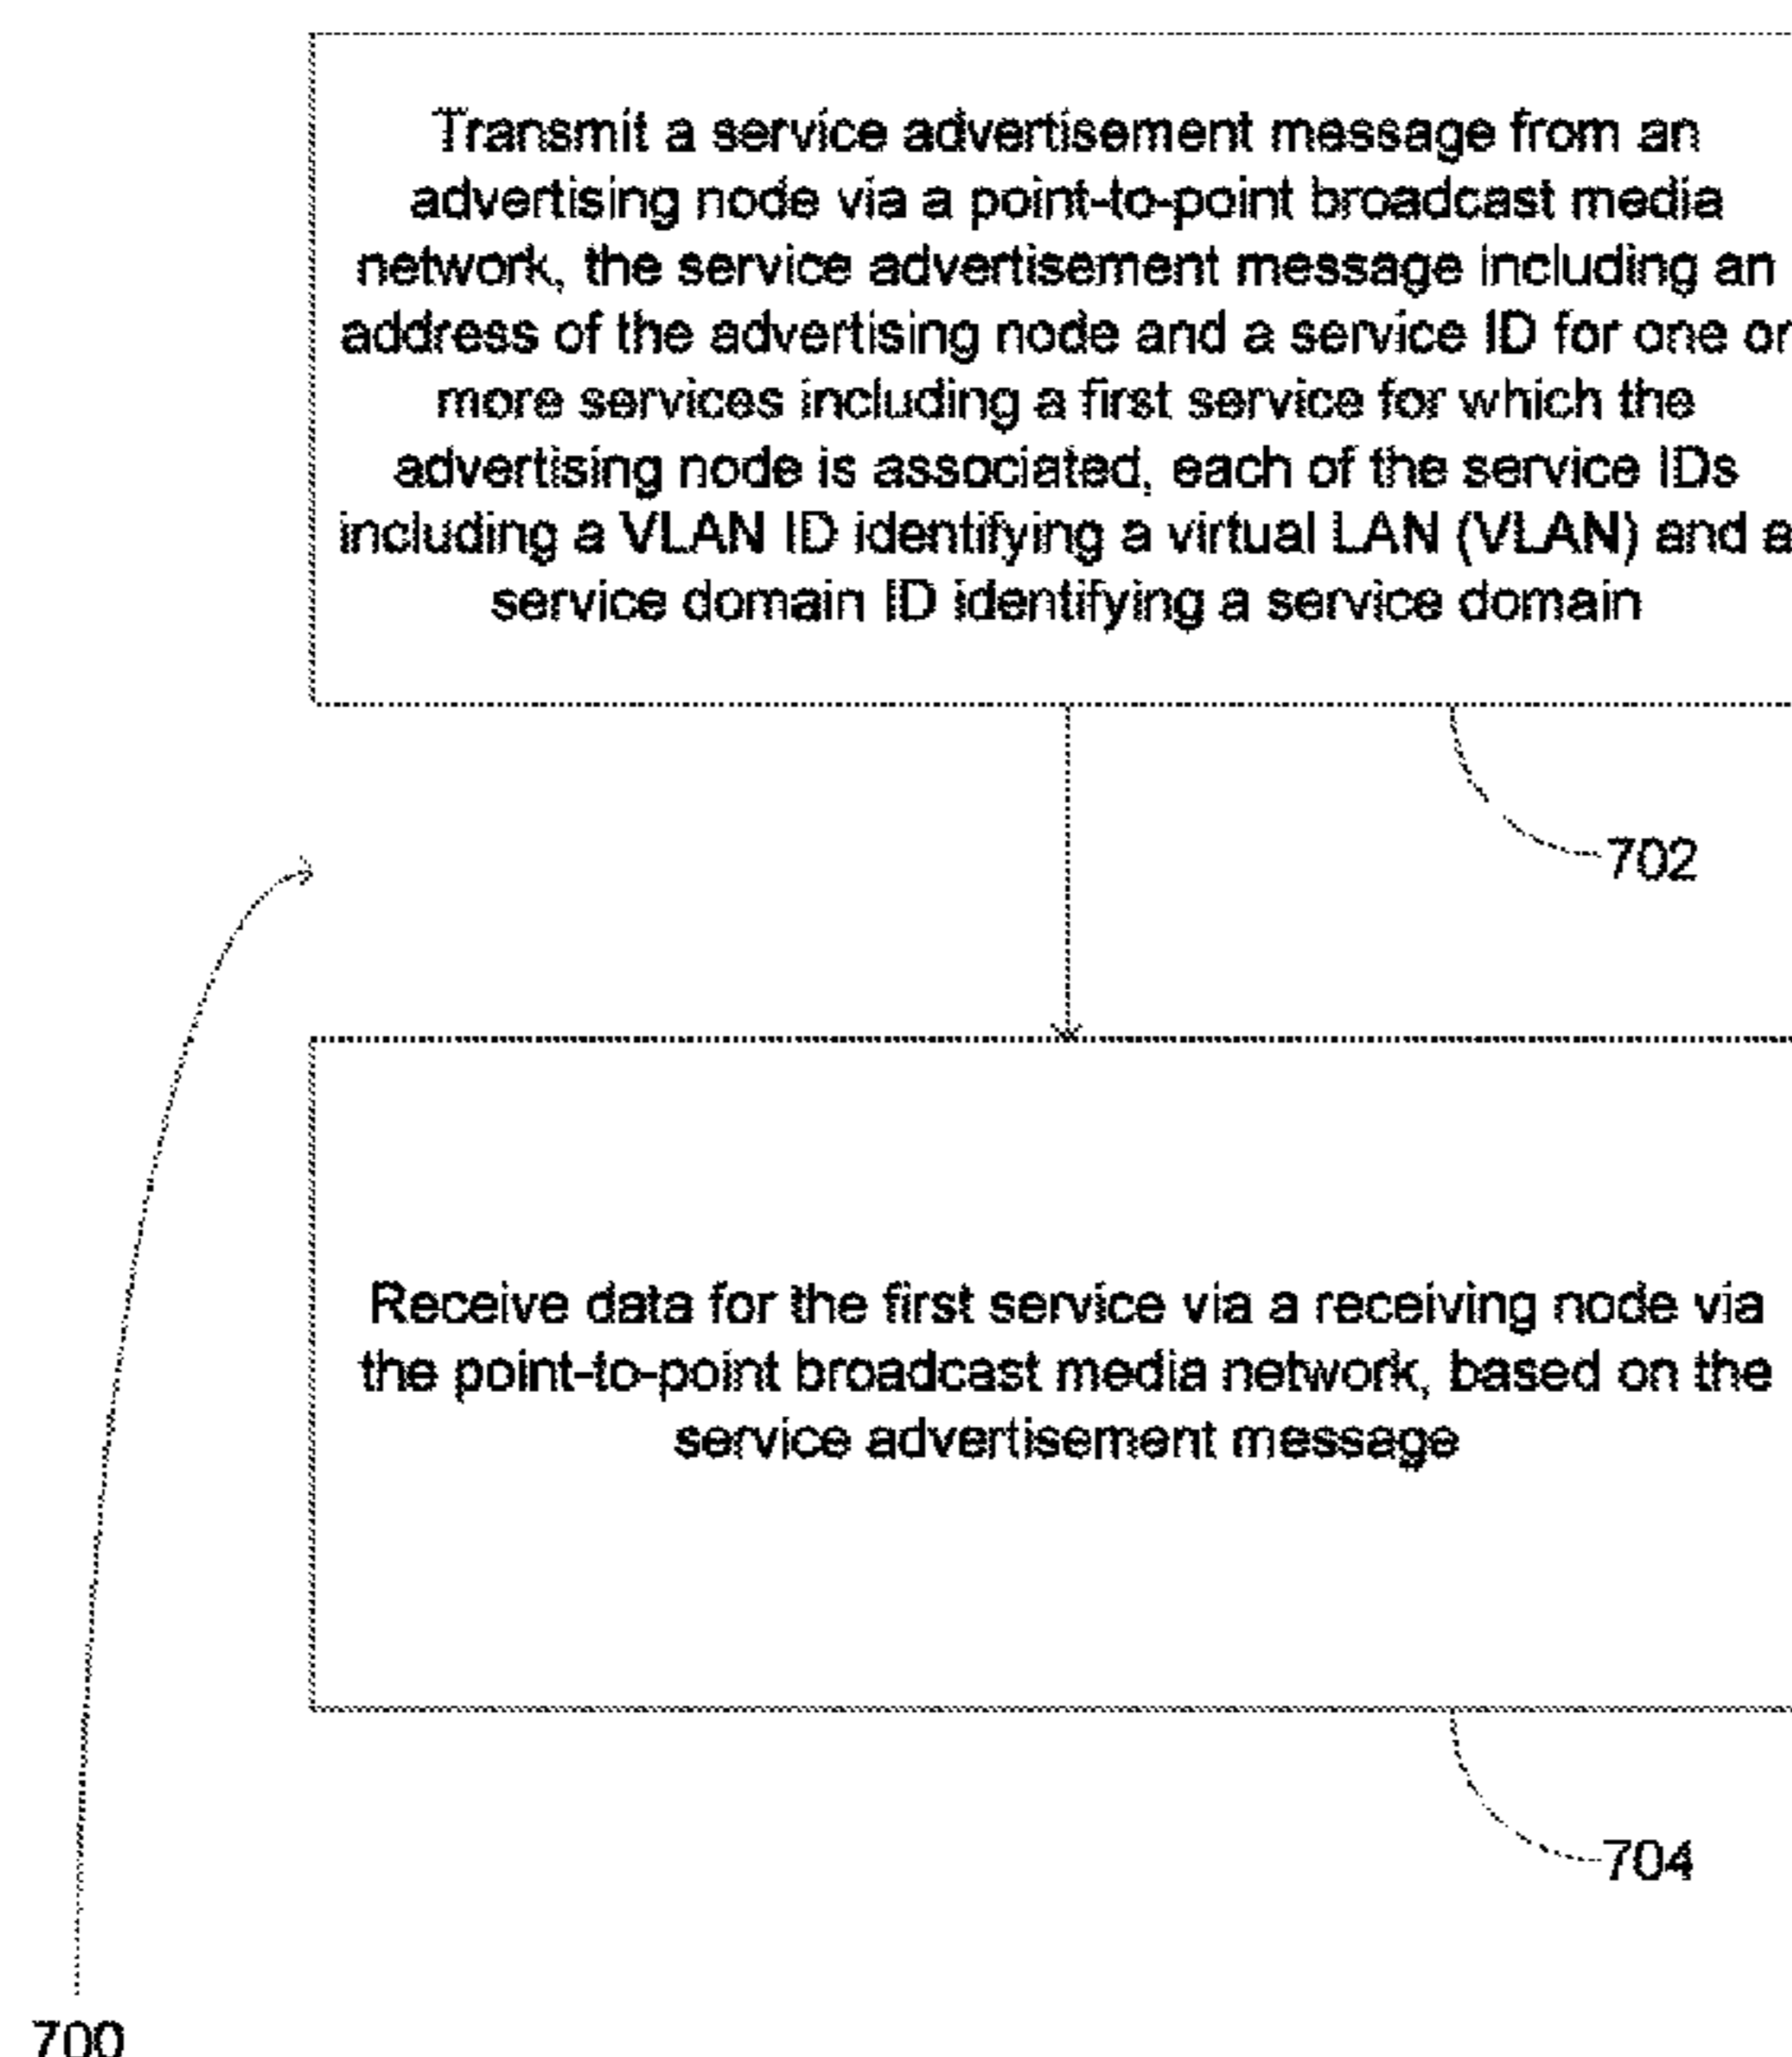 Transmit a service advertisement message from an
advertising node via a point-to-point broadcast media
network, the service advertisement message including an
address of the advertising node and a service ID for one or
more services including a first service for which the
advertising node is associated, each of the service IDs
including a VLAN ID identifying a virtual LAN (VLAN) and a
service domain ID identifying a service domain
702
Receive data for the first service via a receiving node via
the point-to-point broadcast media network, based on the
service advertisement message
704
700